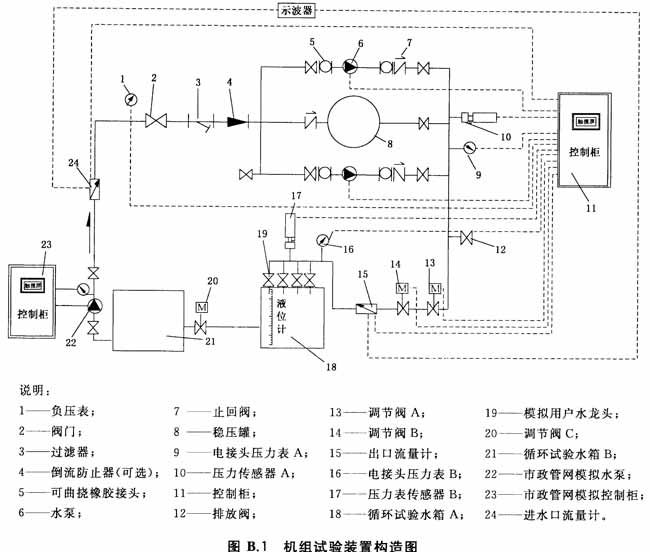 示波器
5
6
7
1
2
3
4
8
10
控制柜
9
11
24
17
23
19
16
12
14
13
20
M
M
M
15
控制柜
液位计
22
21
18
说明：
1——负压表；
2——阀门；
3——过滤器；
4——倒流防止器(可选)；
5——可曲挠橡胶接头；
6——水泵；
7——止回阀；
8——稳压罐；
9——电接头压力表 A；
10——压力传感器 A；
11——控制柜；
12——排放阀；
13——调节阀 A；
14——调节阀 B；
15——出口流量计；
16——电接头压力表 B；
17——压力表传感器 B；
18——循环试验水箱 A；
19——模拟用户水龙头；
20——调节阀 C；
21——循环试验水箱 B；
22——市政管网模拟水泵；
23——市政管网模拟控制柜；
24——进水口流量计。
图 B.1 机组试验装置构造图